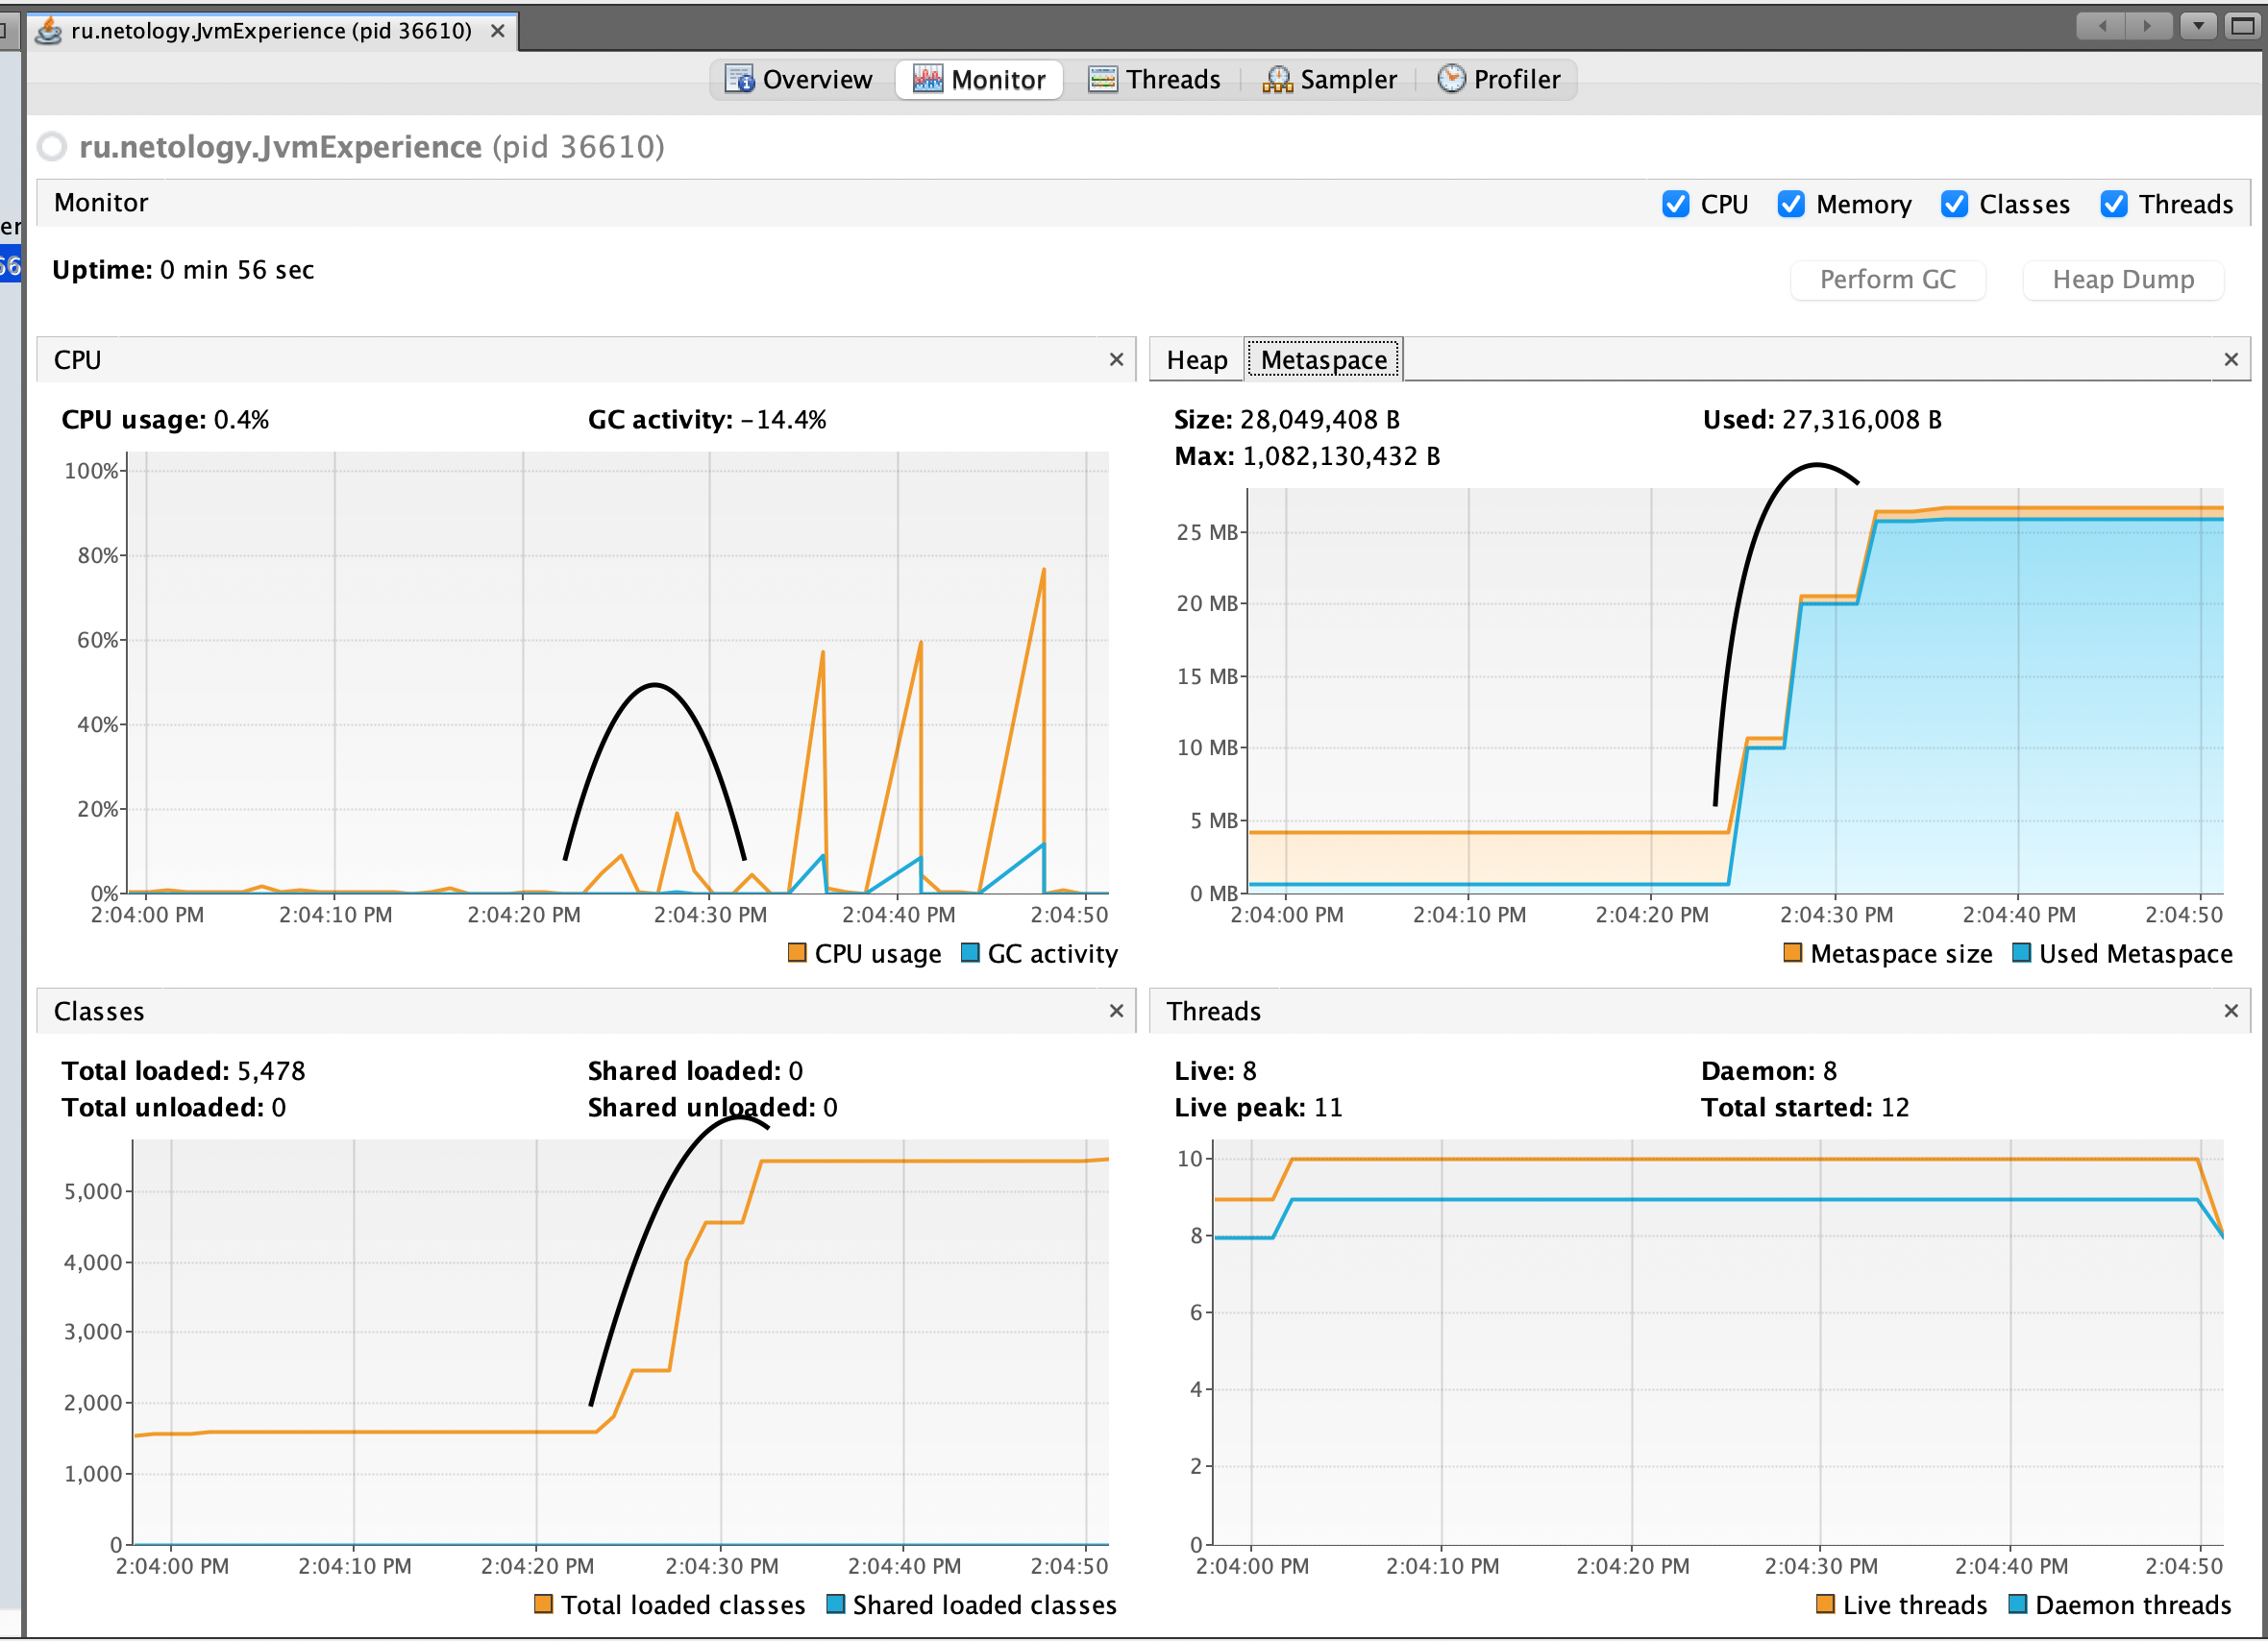 ru.netology.JvmExperience (pid 36610)
Overview Monitor Threads Sampler Profiler
ru.netology.JvmExperience (pid 36610)
Monitor CPU Memory Classes Threads
er
Uptime: 0 min 56 sec
66
Perform GC Heap Dump
CPU
CPU usage: 0.4% GC activity: -14.4%
100%
80%
60%
40%
20%
0%
2:04:00 PM 2:04:10 PM 2:04:20 PM 2:04:30 PM 2:04:40 PM 2:04:50
CPU usage GC activity
Heap Metaspace
Size: 28,049,408 B Used: 27,316,008 B
Max: 1,082,130,432 B
25 MB
20 MB
15 MB
10 MB
5 MB
0 MB
2:04:00 PM 2:04:10 PM 2:04:20 PM 2:04:30 PM 2:04:40 PM 2:04:50
Metaspace size Used Metaspace
Classes
Total loaded: 5,478 Shared loaded: 0
Total unloaded: 0 Shared unloaded: 0
5,000
4,000
3,000
2,000
1,000
0
2:04:00 PM 2:04:10 PM 2:04:20 PM 2:04:30 PM 2:04:40 PM 2:04:50
Total loaded classes Shared loaded classes
Threads
Live: 8 Daemon: 8
Live peak: 11 Total started: 12
10
8
6
4
2
0
2:04:00 PM 2:04:10 PM 2:04:20 PM 2:04:30 PM 2:04:40 PM 2:04:50
Live threads Daemon threads